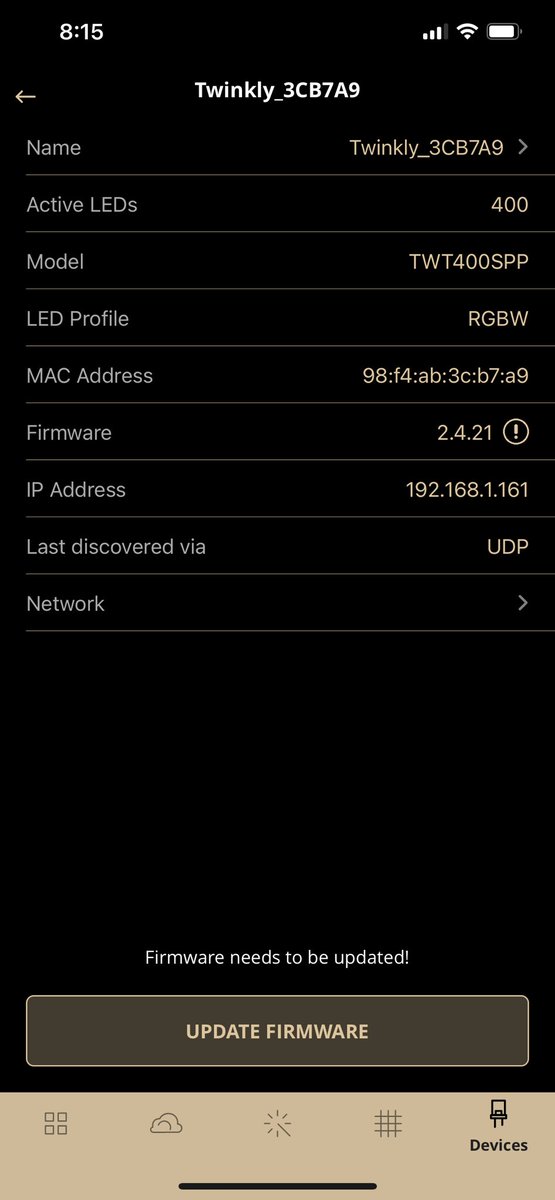 8:15
Twinkly_3CB7A9
Name Twinkly_3CB7A9
Active LEDs 400
Model TWT400SPP
LED Profile RGBW
MAC Address 98:f4:ab:3c:b7:a9
Firmware 2.4.21
IP Address 192.168.1.161
Last discovered via UDP
Network
Firmware needs to be updated!
UPDATE FIRMWARE
Devices